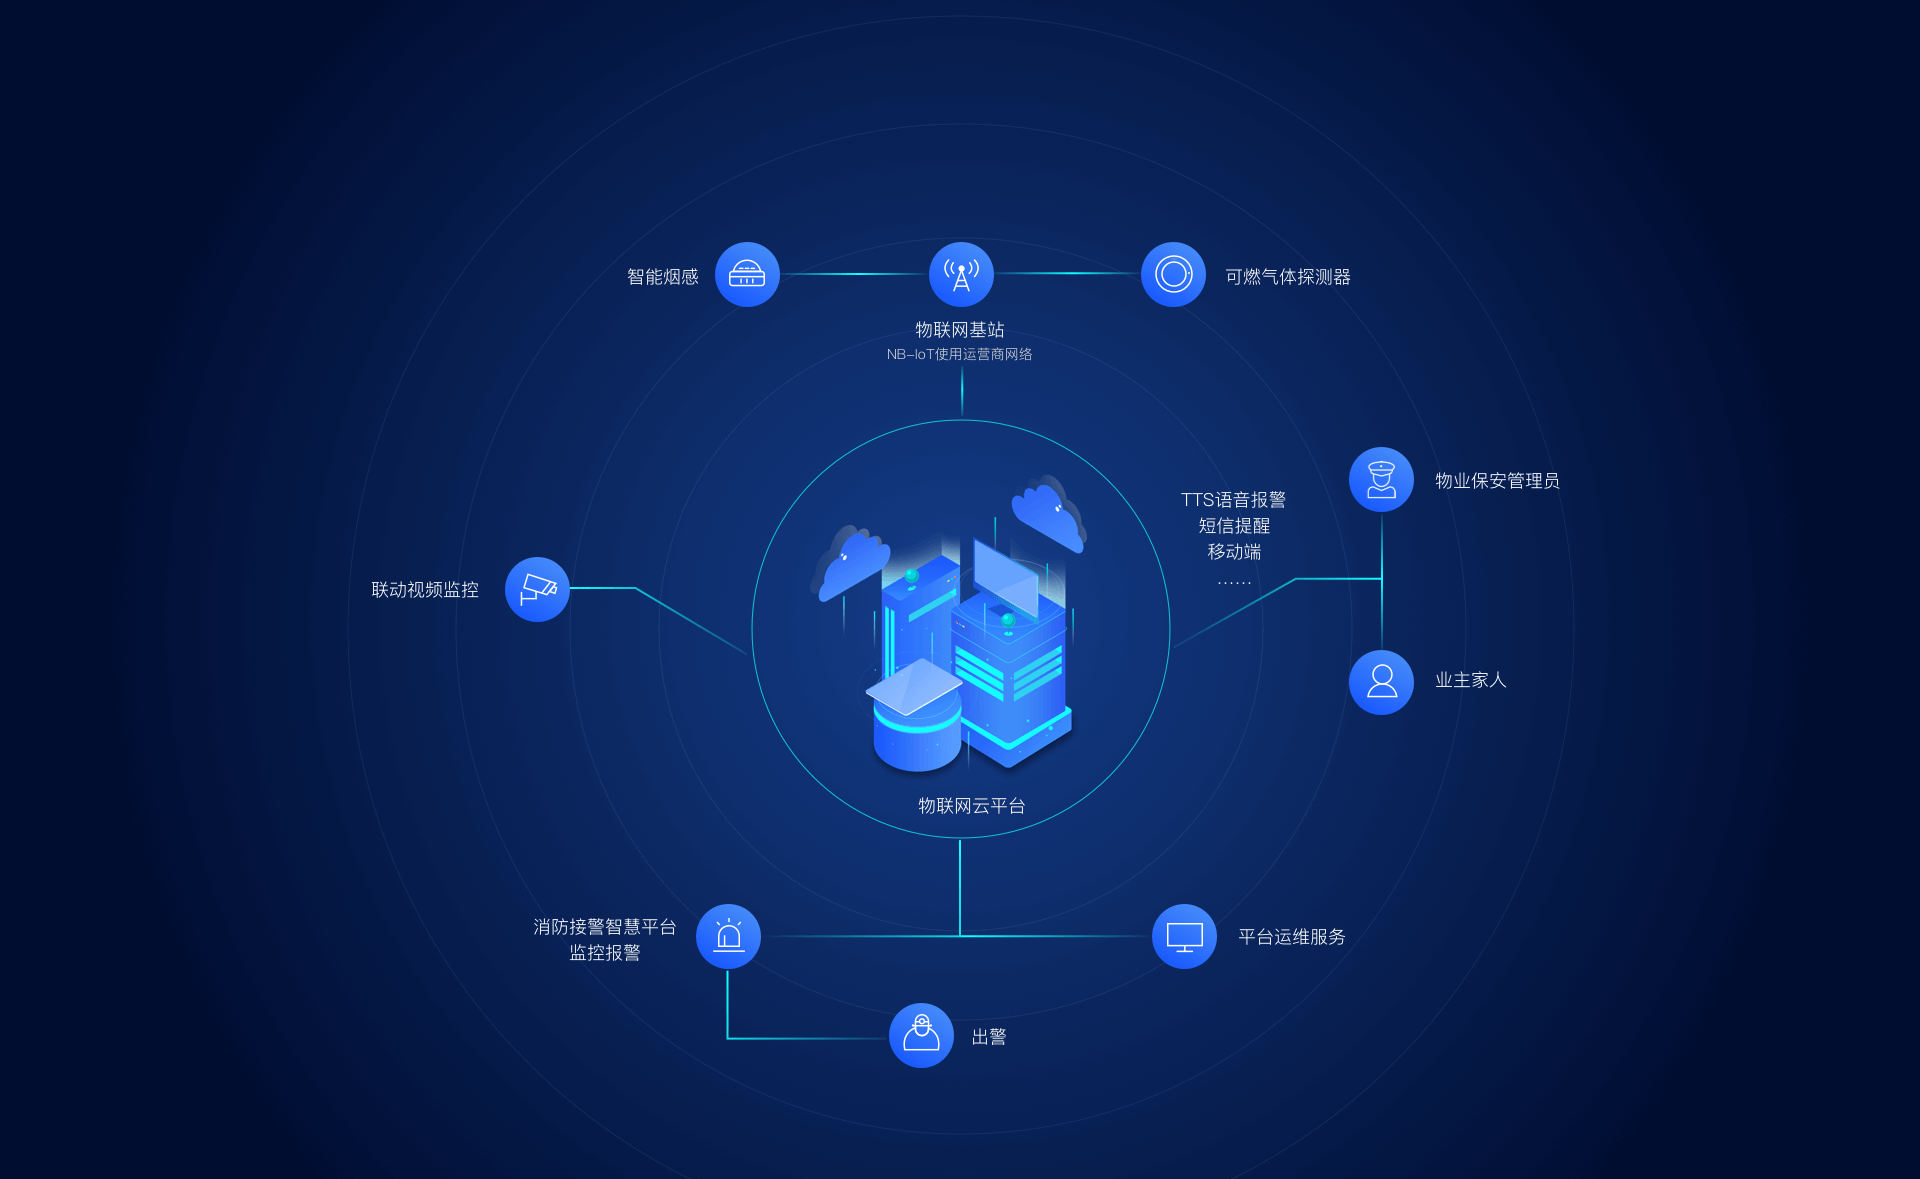 智能烟感
可燃气体探测器
物联网基站
NB-IoT使用运营商网络
物业保安管理员
TTS语音报警
短信提醒
移动端
......
联动视频监控
业主家人
物联网云平台
消防接警智慧平台
监控报警
平台运维服务
出警